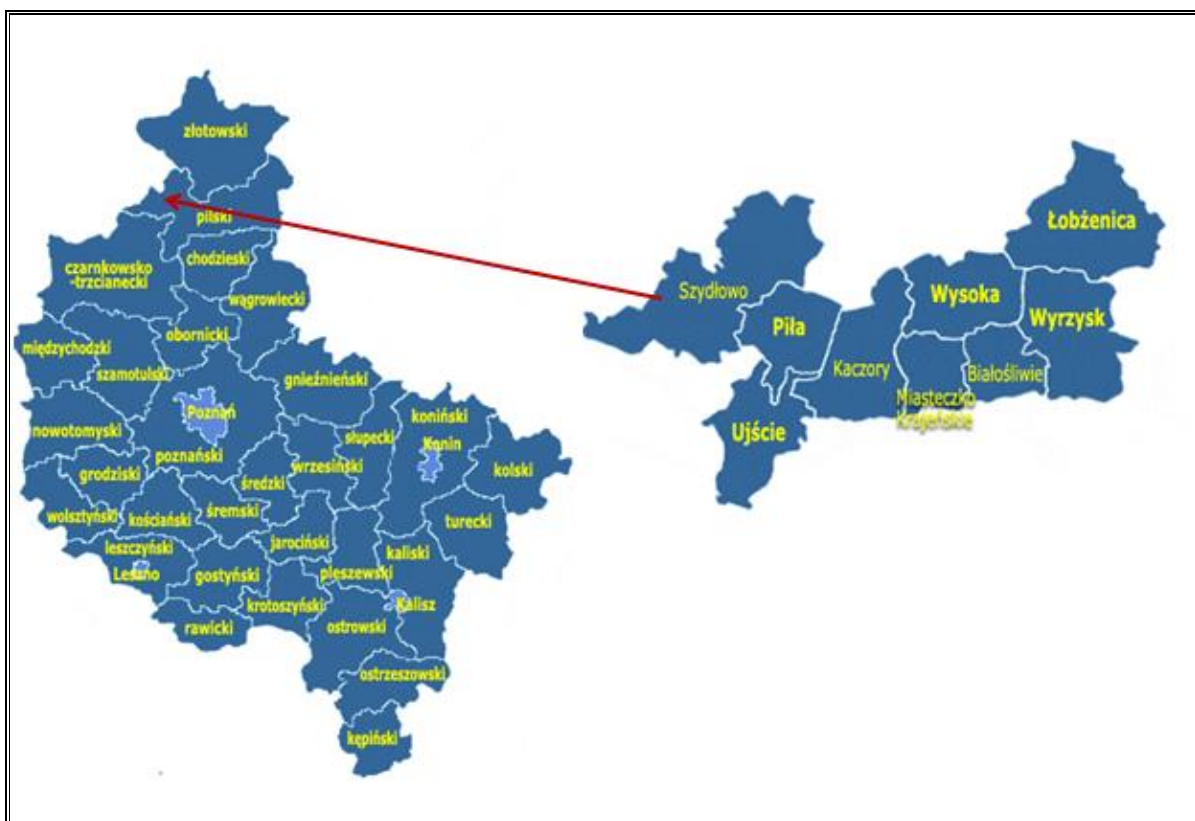 złotowski
pilski
chodzieski
czarnkowsko
-trzcianecki
wągrowiecki
obornicki
międzychodzki
szamotulski
gnieźnieński
Poznań
koniński
nowotomyski
słupecki
Konin
poznański
wrzesiński
kolski
grodziski
średzki
wolsztyński
kościański
śremski
turecki
leszczyński
jarociński
kaliski
Leszno
gostyński
pleszewski
krotoszyński
Kalisz
rawicki
ostrowski
ostrzeszowski
kępiński
Łobżenica
Szydłowo
Wysoka
Piła
Wyrzysk
Kaczory
Białośliwie
Miasteczko
Krajeńskie
Ujście